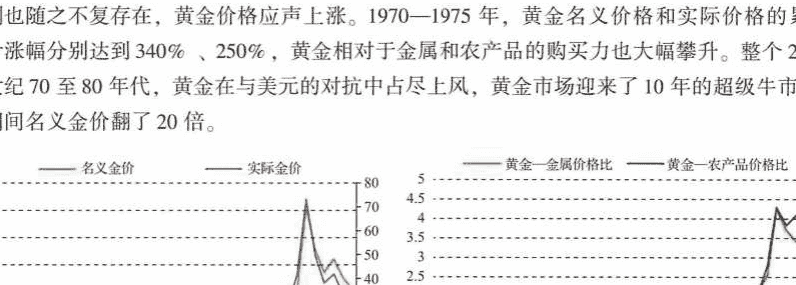 也随之不复存在，黄金价格应声上涨。1970—1975 年，黄金名义价格和实际价格的
涨幅分别达到 340% 、250%，黄金相对于金属和农产品的购买力也大幅攀升。整个 2
纪 70 至 80 年代，黄金在与美元的对抗中占尽上风，黄金市场迎来了 10 年的超级牛市
间名义金价翻了 20 倍。
名义金价 实际金价
黄金—金属价格比 黄金—农产品价格比
80
70
60
50
40
5
4.5
4
3.5
3
2.5